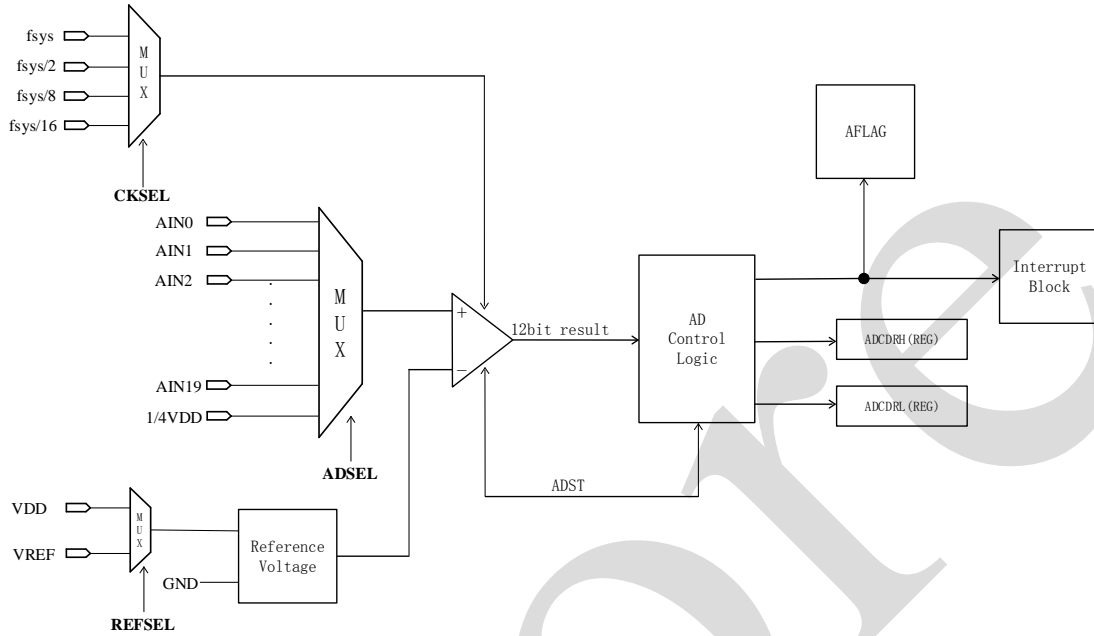 fsys
fsys/2
fsys/8
fsys/16
M
U
X
CKSEL
AFLAG
AIN0
AIN1
AIN2
AIN19
1/4VDD
M
U
X
ADSEL
+
−
12bit result
AD
Control
Logic
Interrupt
Block
ADCDRH(REG)
ADCDRL(REG)
ADST
VDD
VREF
M
U
X
REFSEL
GND
Reference
Voltage
ore